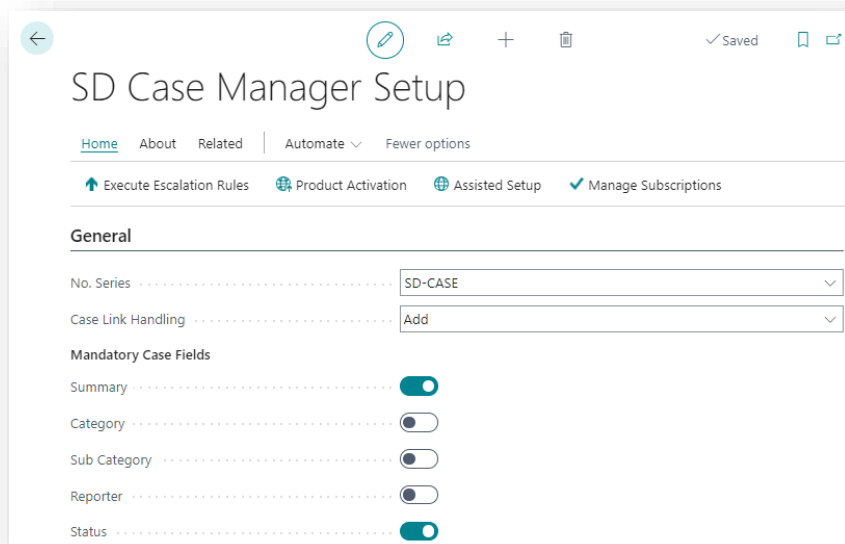 Saved
SD Case Manager Setup
Home About Related Automate Fewer options
Execute Escalation Rules Product Activation Assisted Setup Manage Subscriptions
General
No. Series SD-CASE
Case Link Handling Add
Mandatory Case Fields
Summary
Category
Sub Category
Reporter
Status